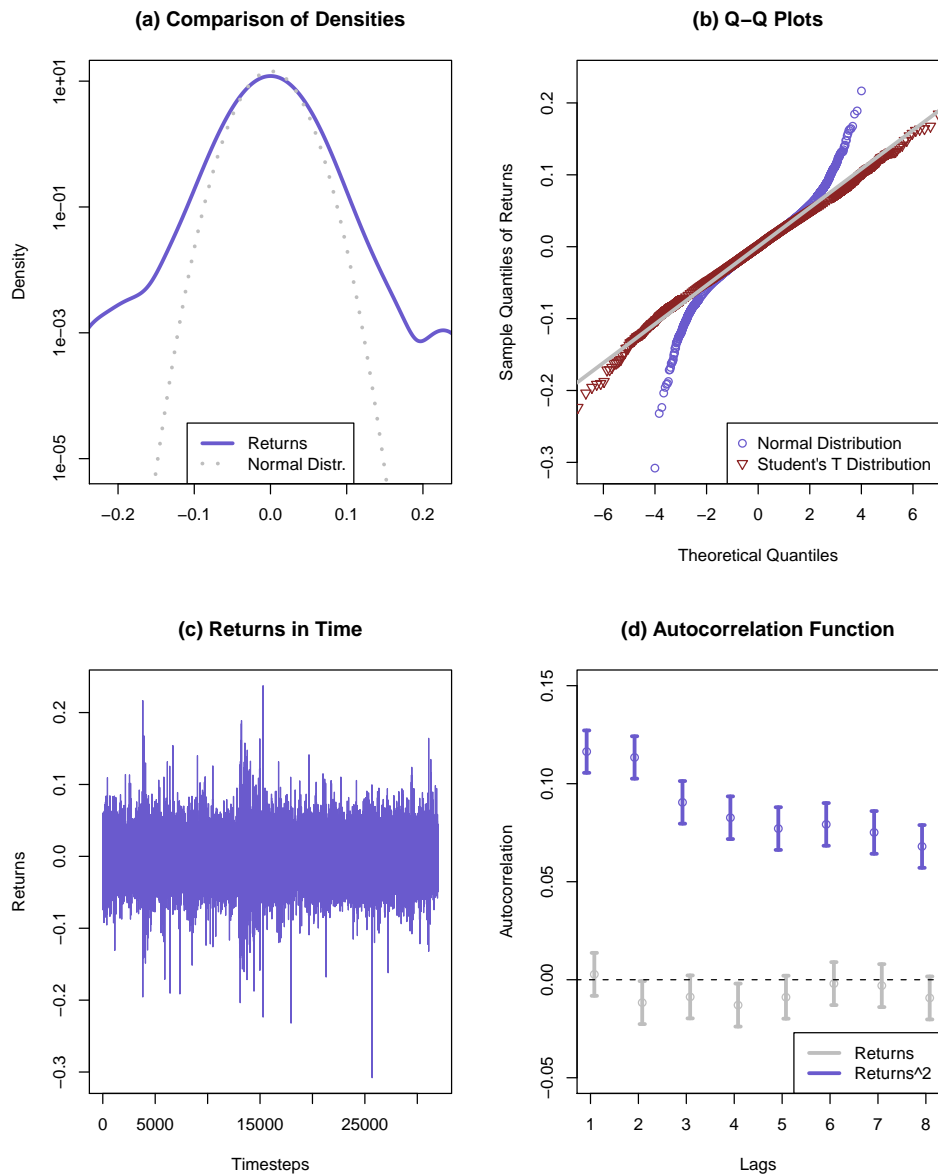 (a) Comparison of Densities
Density
1e+01
1e−01
1e−03
1e−05
−0.2
−0.1
0.0
0.1
0.2
Returns
Normal Distr.
(b) Q−Q Plots
Sample Quantiles of Returns
0.2
0.1
0.0
−0.1
−0.2
−0.3
−6
−4
−2
0
2
4
6
Theoretical Quantiles
Normal Distribution
Student's T Distribution
(c) Returns in Time
Returns
0.2
0.1
0.0
−0.1
−0.2
−0.3
0
5000
15000
25000
Timesteps
(d) Autocorrelation Function
Autocorrelation
0.15
0.10
0.05
0.00
−0.05
1
2
3
4
5
6
7
8
Lags
Returns
Returns^2